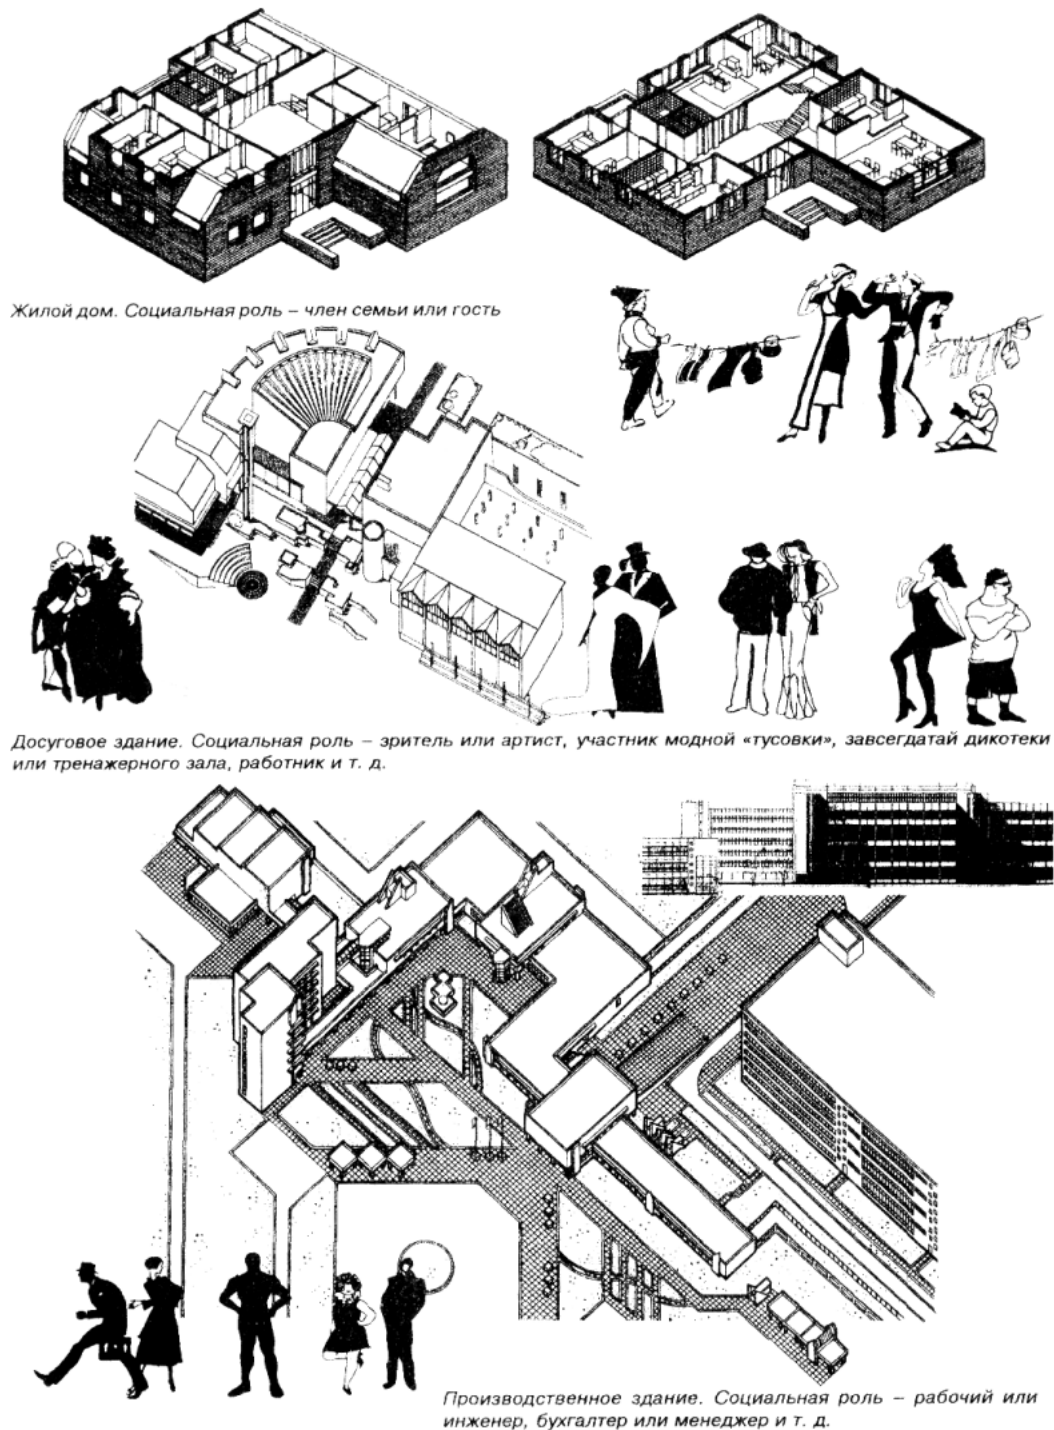 Жилой дом. Социальная роль – член семьи или гость
Досуговое здание. Социальная роль – зритель или артист, участник модной «тусовки», завсегдатай дикотеки
или тренажерного зала, работник и т. д.
Производственное здание. Социальная роль – рабочий или
инженер, бухгалтер или менеджер и т. д.